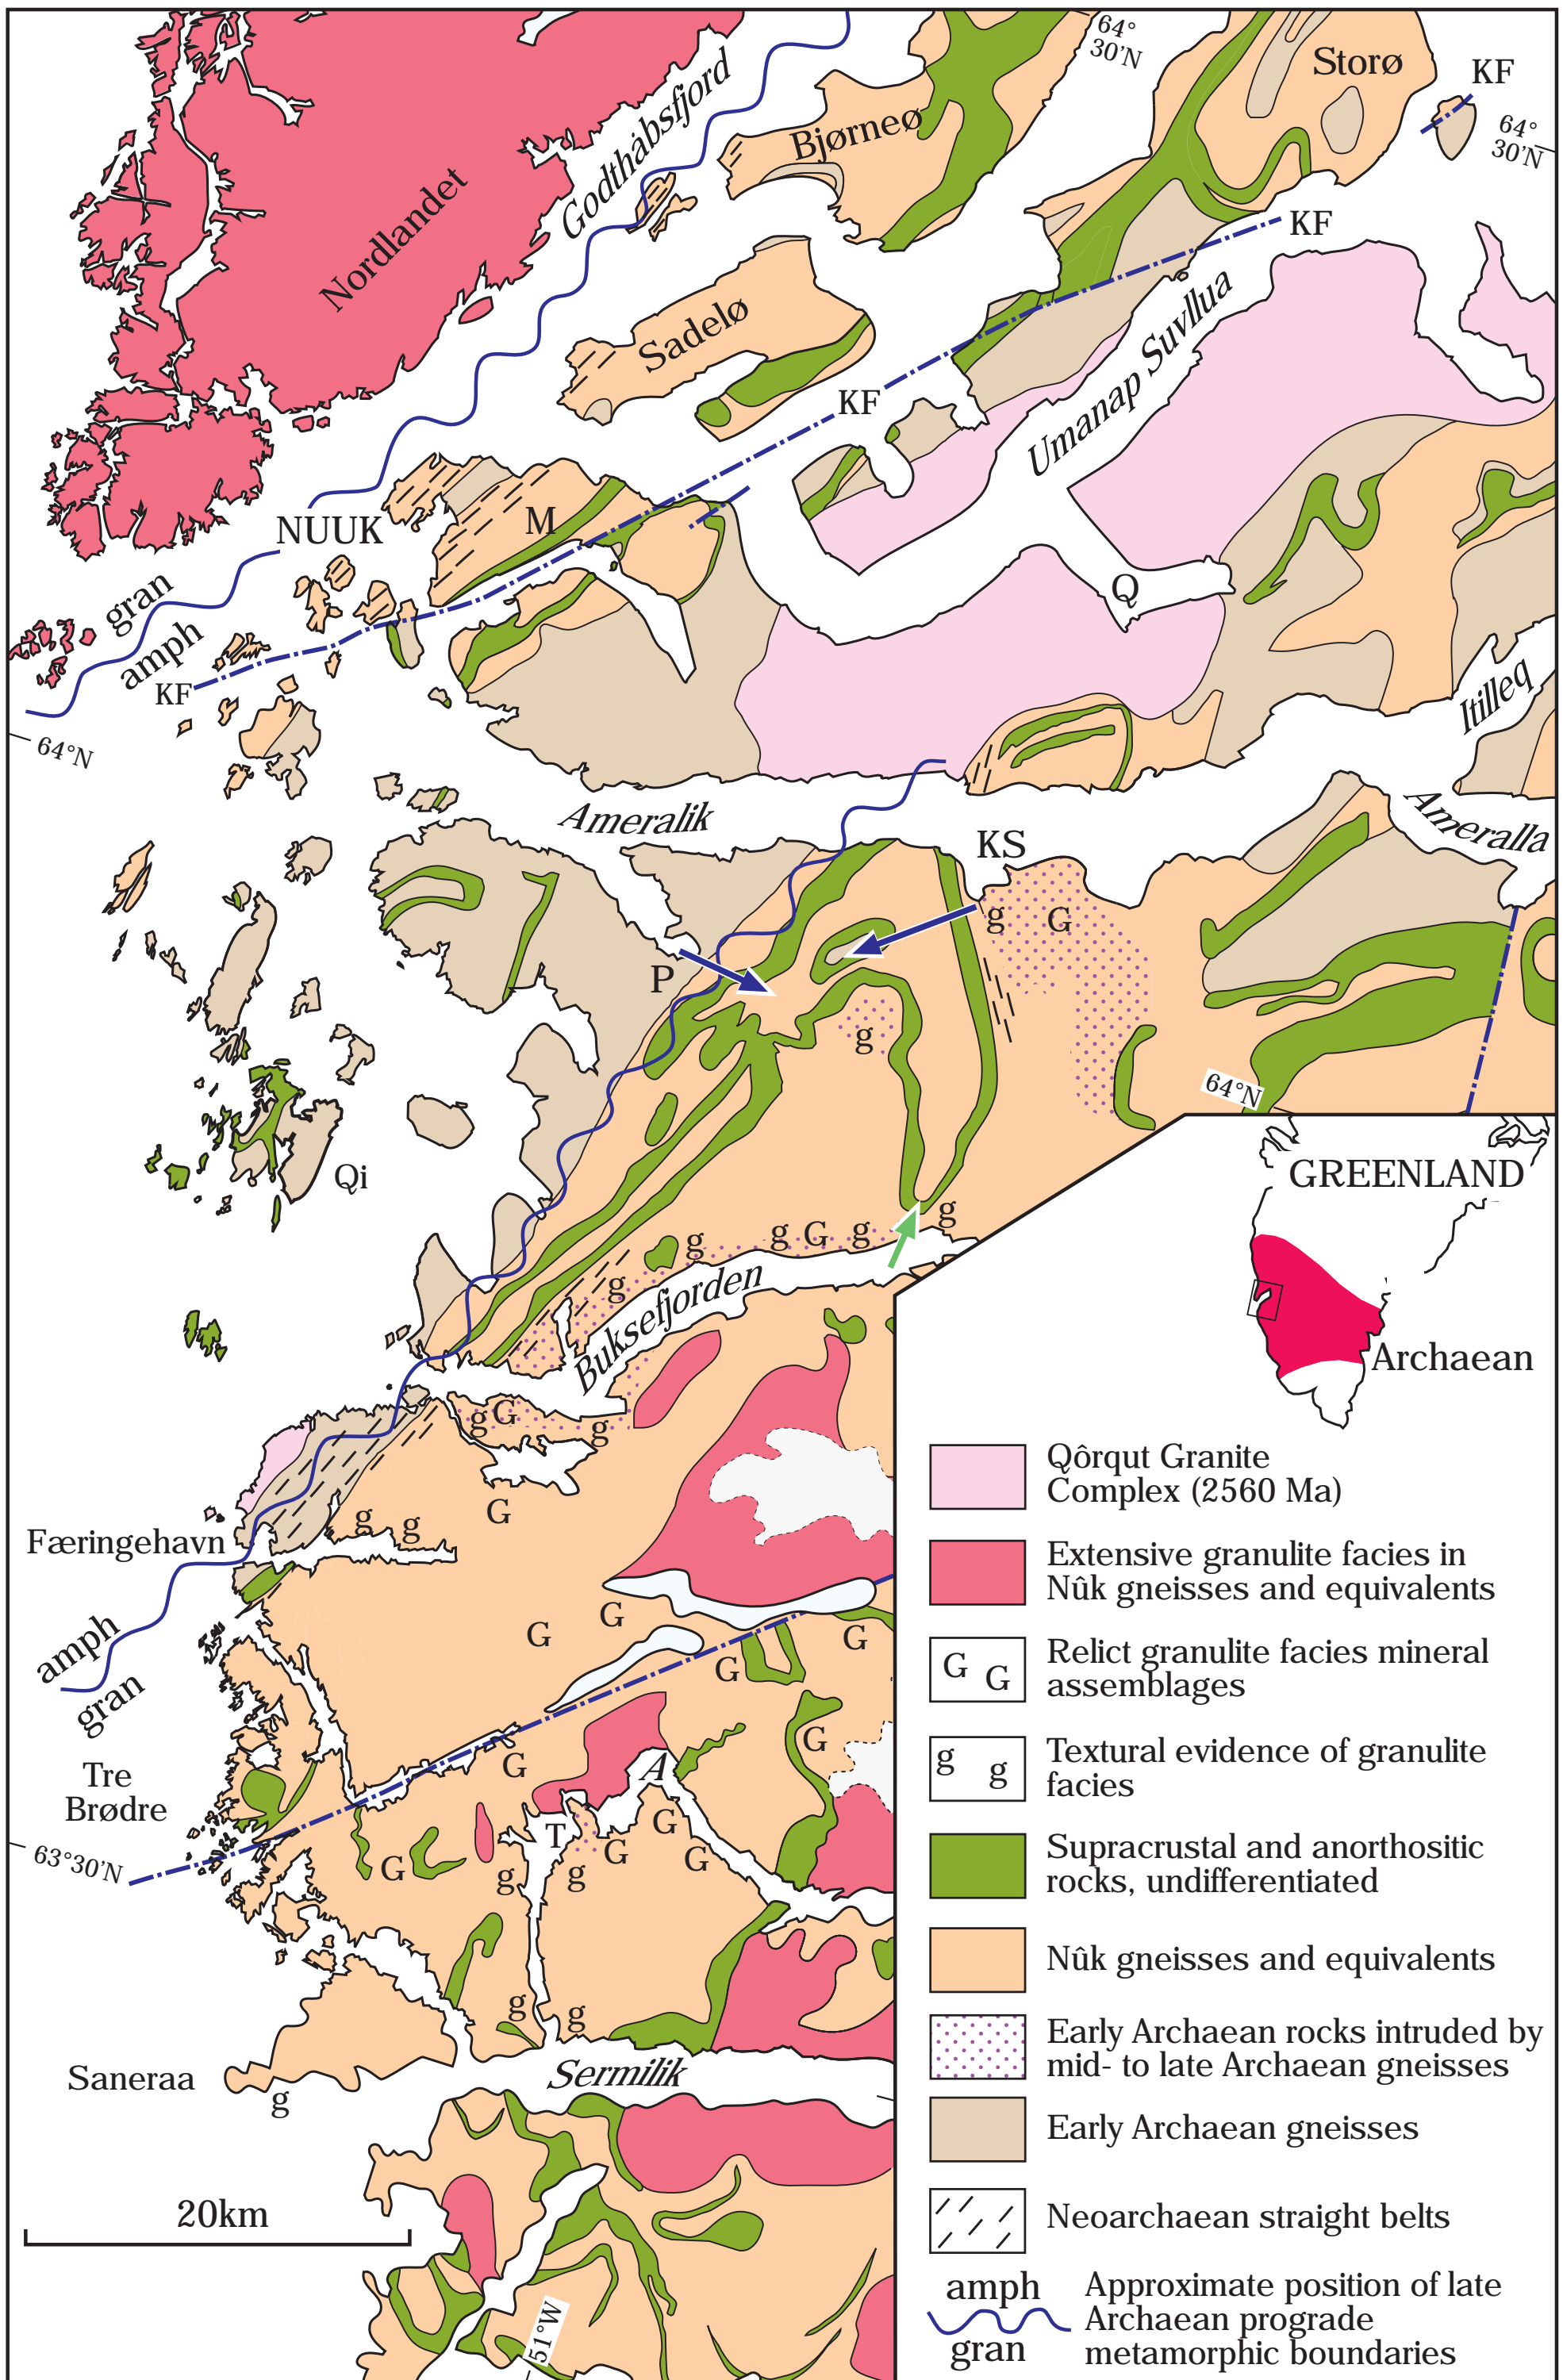 64°
30'N
Storø
KF
64°
30'N
Godthåbsfjord
Bjørneø
Nordlandet
KF
Sadelø
Umanap Suvllua
KF
NUUK
M
Q
gran
amph
KF
Itilleq
64°N
Ameralik
Ameralla
KS
g
G
P
g
64°N
Qi
GREENLAND
g
g
g
G
g
g
Buksefjorden
Archaean
g
G
g
G
g
g
Færingehavn
G
G
G
amph
gran
G
G
G
A
Tre
Brødre
T
G
G
G
G
63°30'N
g
g
g
g
Saneraa
g
Sermilik
20km
51°W
Qôrqut Granite
Complex (2560 Ma)
Extensive granulite facies in
Nûk gneisses and equivalents
G
G
Relict granulite facies mineral
assemblages
g
g
Textural evidence of granulite
facies
Supracrustal and anorthositic
rocks, undifferentiated
Nûk gneisses and equivalents
Early Archaean rocks intruded by
mid- to late Archaean gneisses
Early Archaean gneisses
Neoarchaean straight belts
amph
gran
Approximate position of late
Archaean prograde
metamorphic boundaries